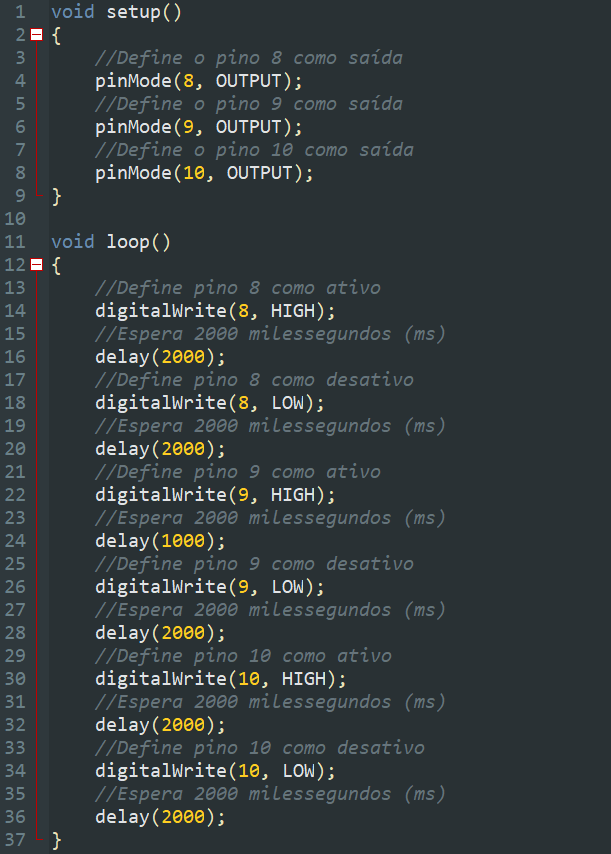 1 void setup()
2 {
3 //Define o pino 8 como saída
4 pinMode(8, OUTPUT);
5 //Define o pino 9 como saída
6 pinMode(9, OUTPUT);
7 //Define o pino 10 como saída
8 pinMode(10, OUTPUT);
9 }
10
11 void loop()
12 {
13 //Define pino 8 como ativo
14 digitalWrite(8, HIGH);
15 //Espera 2000 milessegundos (ms)
16 delay(2000);
17 //Define pino 8 como desativo
18 digitalWrite(8, LOW);
19 //Espera 2000 milessegundos (ms)
20 delay(2000);
21 //Define pino 9 como ativo
22 digitalWrite(9, HIGH);
23 //Espera 2000 milessegundos (ms)
24 delay(1000);
25 //Define pino 9 como desativo
26 digitalWrite(9, LOW);
27 //Espera 2000 milessegundos (ms)
28 delay(2000);
29 //Define pino 10 como ativo
30 digitalWrite(10, HIGH);
31 //Espera 2000 milessegundos (ms)
32 delay(2000);
33 //Define pino 10 como desativo
34 digitalWrite(10, LOW);
35 //Espera 2000 milessegundos (ms)
36 delay(2000);
37 }